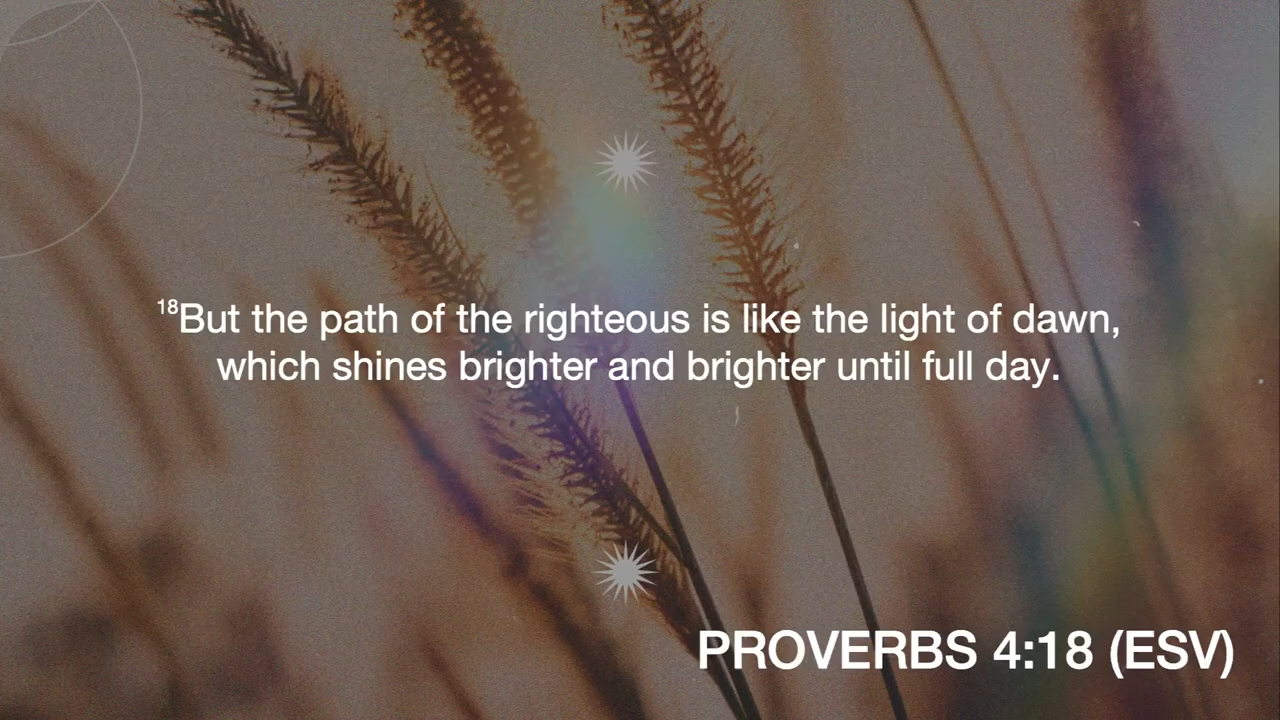 18But the path of the righteous is like the light of dawn,
which shines brighter and brighter until full day.
PROVERBS 4:18 (ESV)